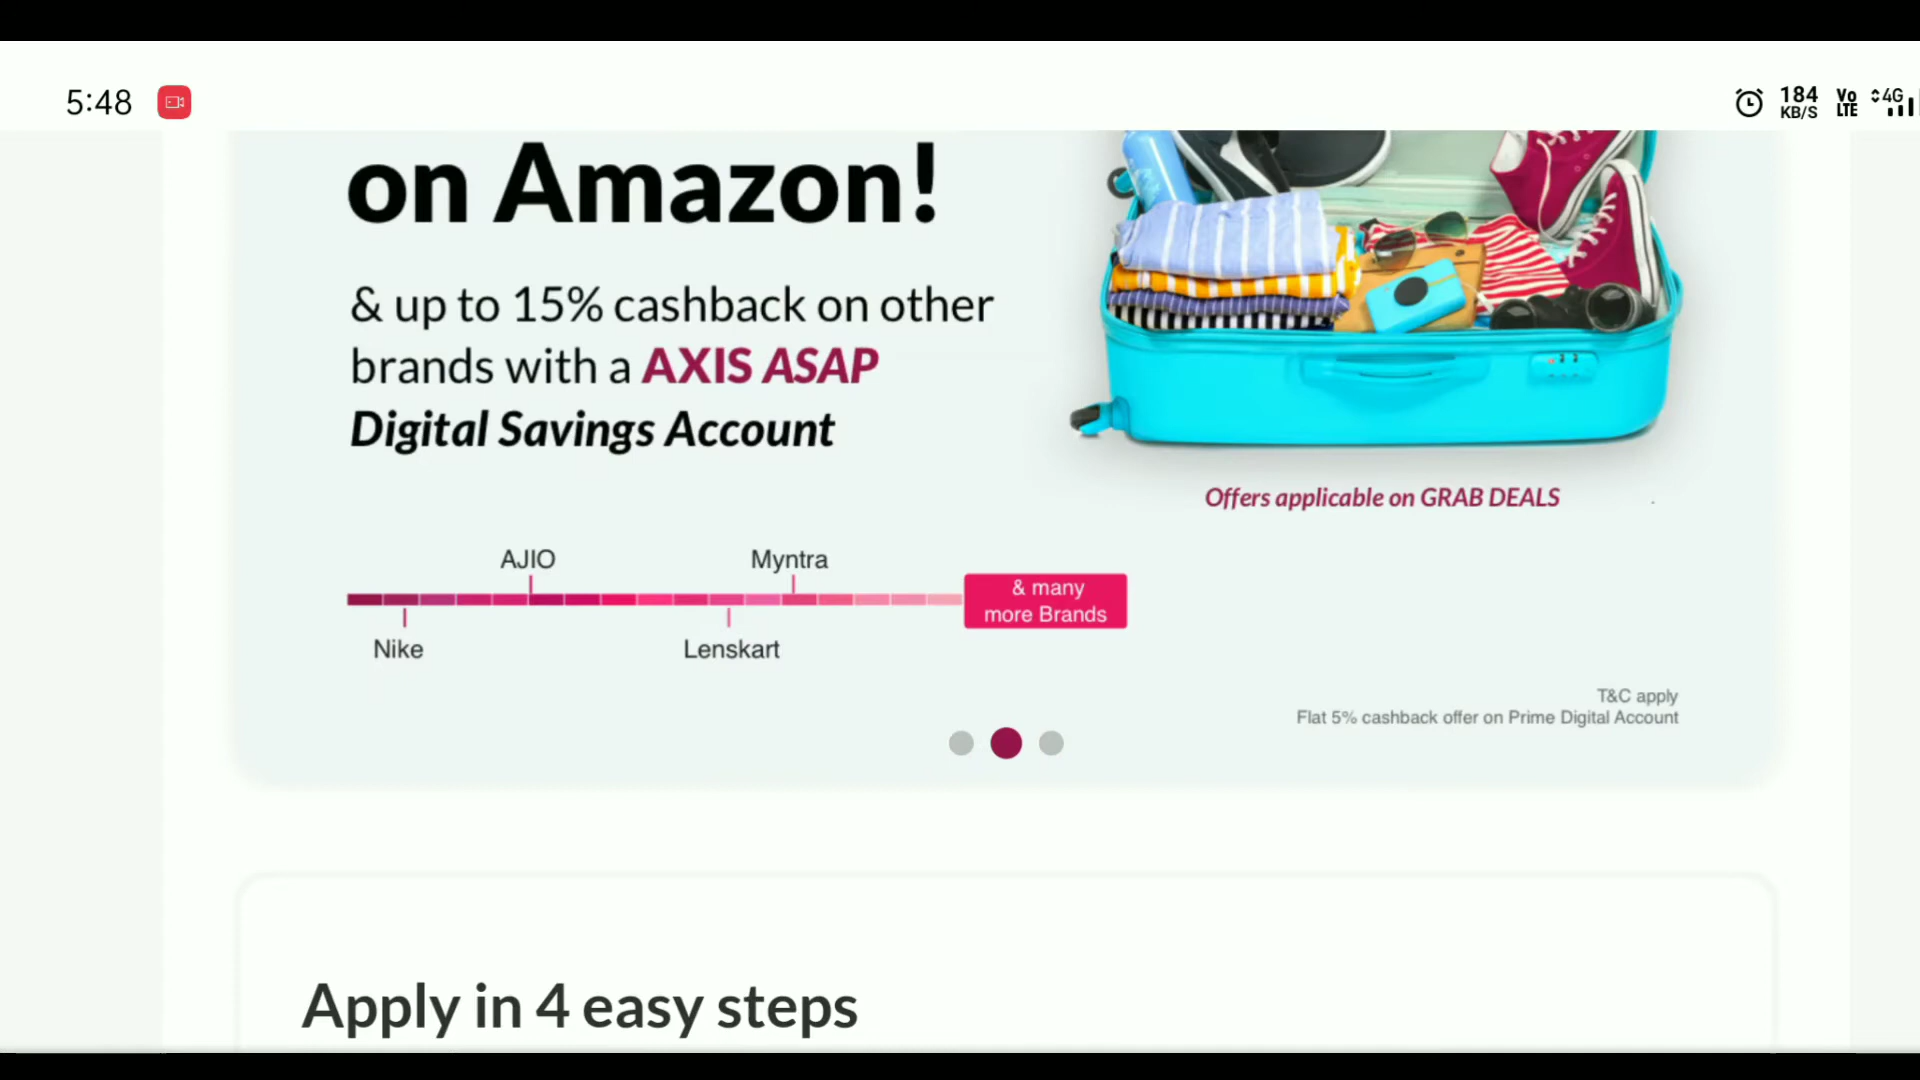 5:48
184
KB/S
Vo
LTE
4G
on Amazon!
& up to 15% cashback on other
brands with a AXIS ASAP
Digital Savings Account
Offers applicable on GRAB DEALS
AJIO
Myntra
& many
more Brands
Nike
Lenskart
T&C apply
Flat 5% cashback offer on Prime Digital Account
Apply in 4 easy steps